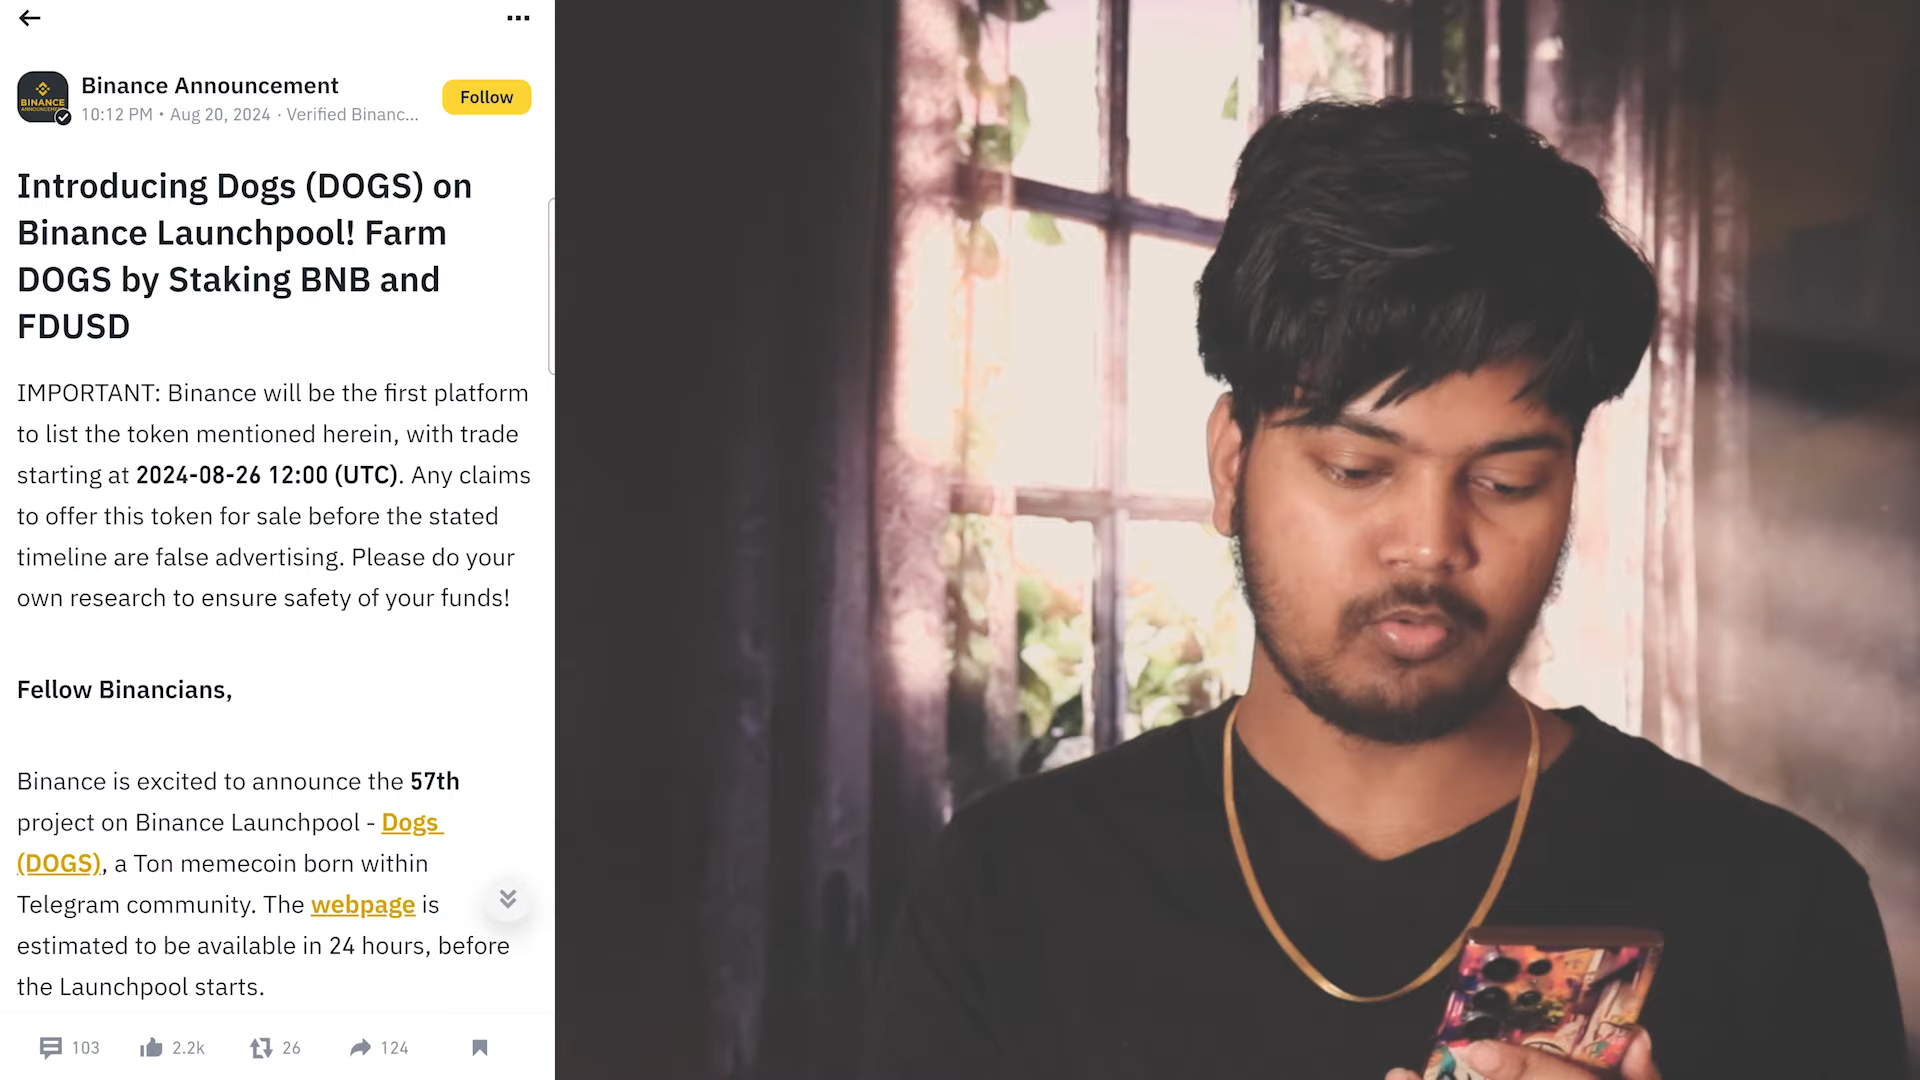 Binance Announcement
10:12 PM • Aug 20, 2024 · Verified Binanc...
Follow
BINANCE
ANNOUNCEMENT
Introducing Dogs (DOGS) on
Binance Launchpool! Farm
DOGS by Staking BNB and
FDUSD
IMPORTANT: Binance will be the first platform
to list the token mentioned herein, with trade
starting at 2024-08-26 12:00 (UTC). Any claims
to offer this token for sale before the stated
timeline are false advertising. Please do your
own research to ensure safety of your funds!
Fellow Binancians,
Binance is excited to announce the 57th
project on Binance Launchpool - Dogs
(DOGS), a Ton memecoin born within
Telegram community. The webpage is
estimated to be available in 24 hours, before
the Launchpool starts.
103 2.2k 26 124